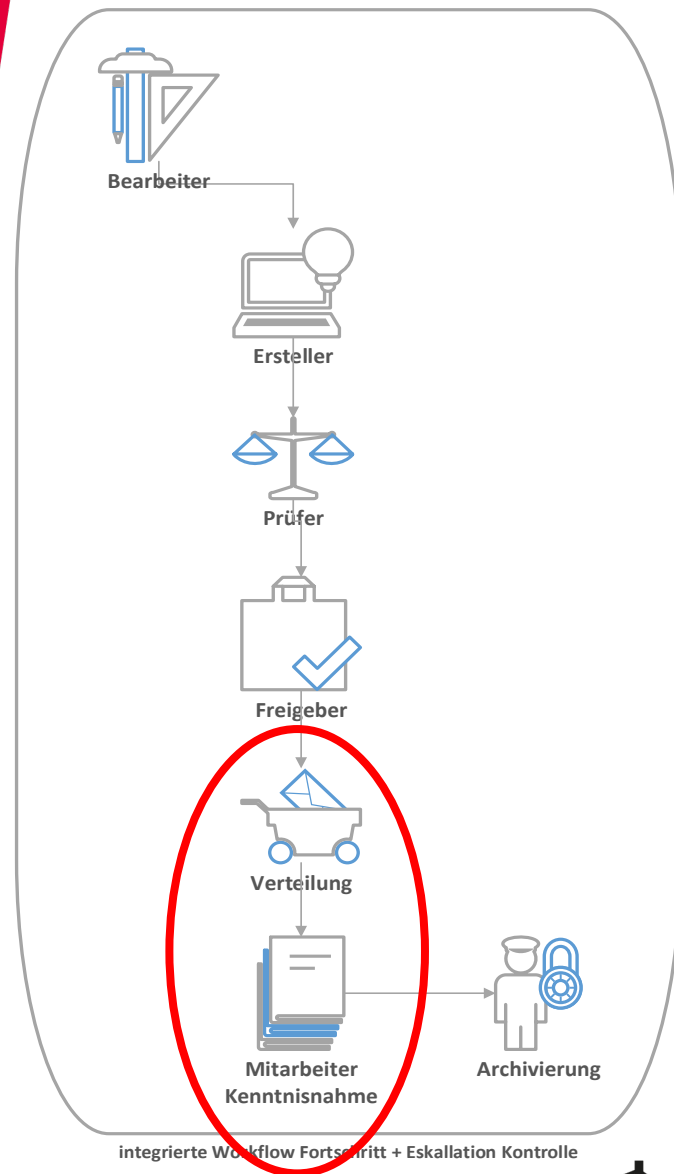 Bearbeiter
Ersteller
Prüfer
Freigeber
Verteilung
Mitarbeiter
Kenntnisnahme
Archivierung
integrierte Workflow Fortschritt + Eskallation Kontrolle